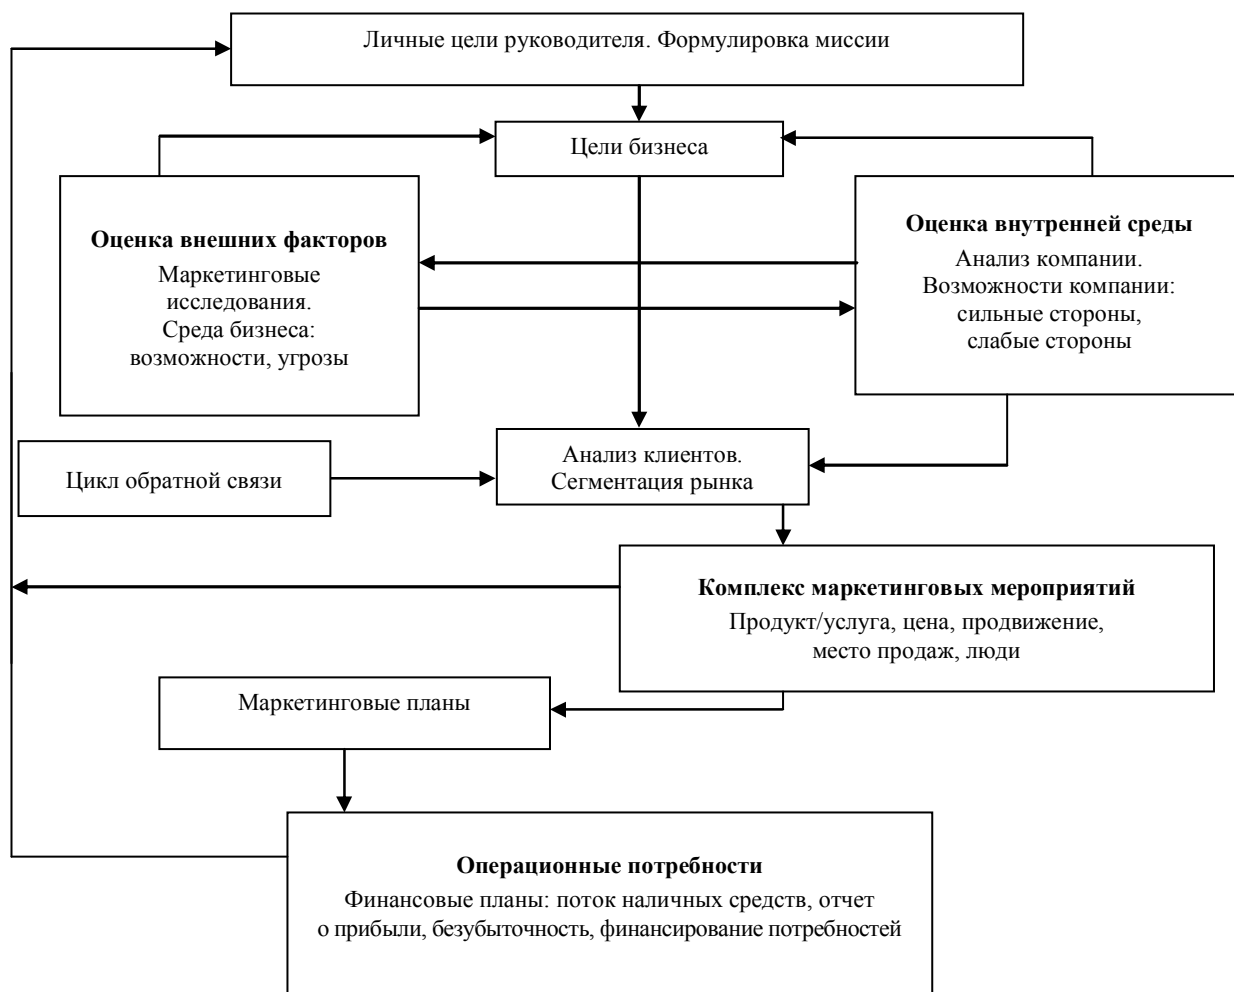 Личные цели руководителя. Формулировка миссии
Цели бизнеса
Оценка внешних факторов
Маркетинговые
исследования.
Среда бизнеса:
возможности, угрозы
Оценка внутренней среды
Анализ компании.
Возможности компании:
сильные стороны,
слабые стороны
Цикл обратной связи
Анализ клиентов.
Сегментация рынка
Комплекс маркетинговых мероприятий
Продукт/услуга, цена, продвижение,
место продаж, люди
Маркетинговые планы
Операционные потребности
Финансовые планы: поток наличных средств, отчет
о прибыли, безубыточность, финансирование потребностей